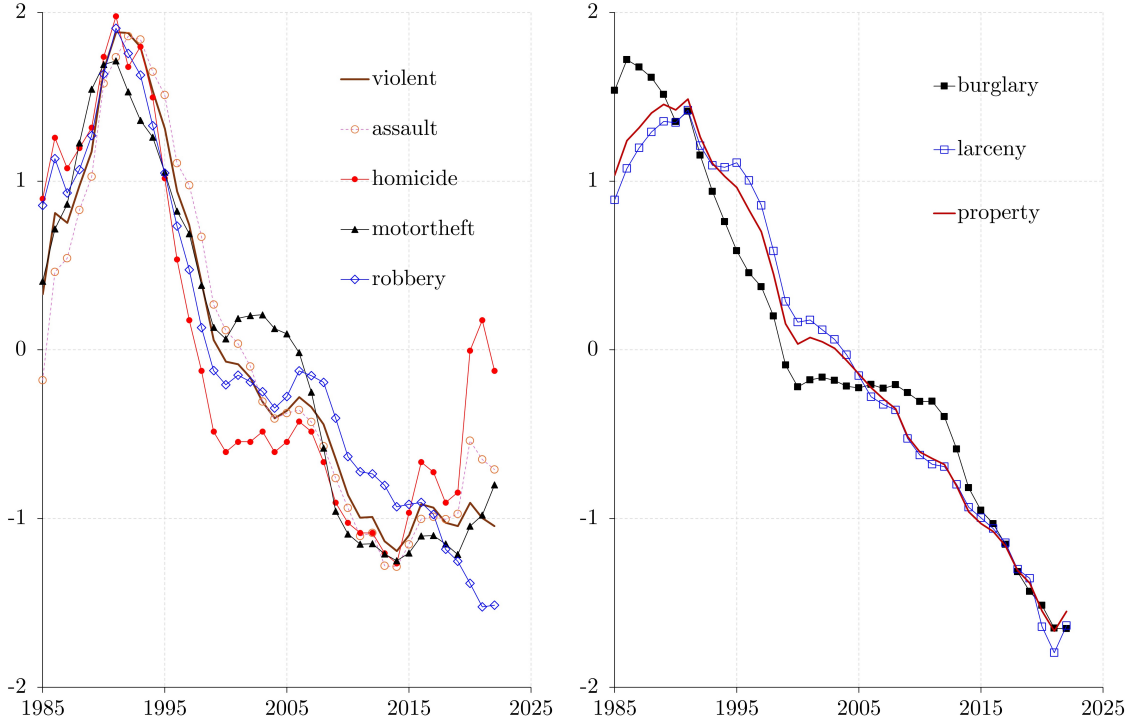 2
1
0
-1
-2
1985 1995 2005 2015 2025
violent
assault
homicide
motortheft
robbery
2
1
0
-1
-2
1985 1995 2005 2015 2025
burglary
larceny
property